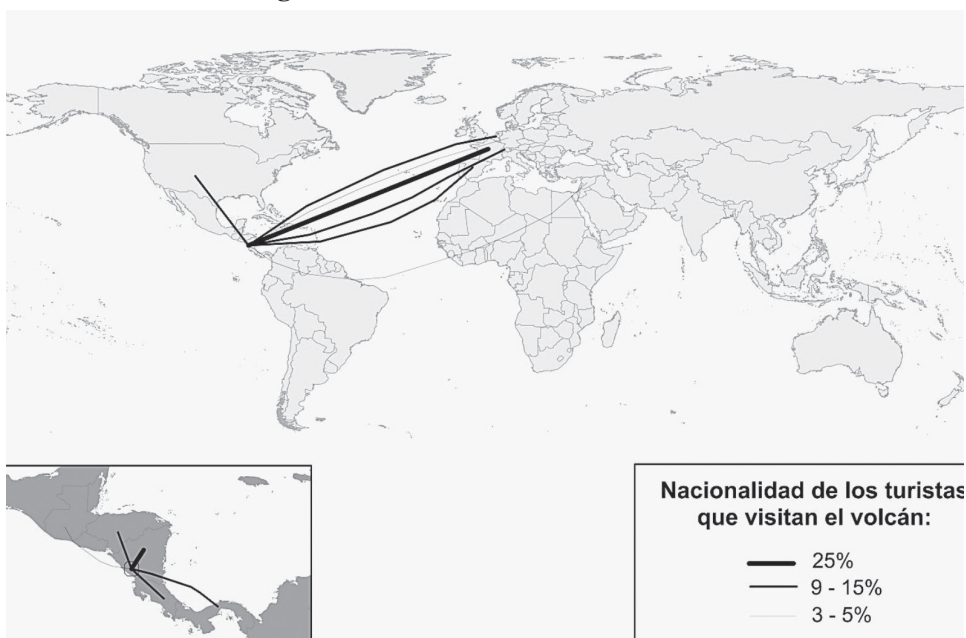 Nacionalidad de los turistas
que visitan el volcán:
25%
9 - 15%
3 - 5%